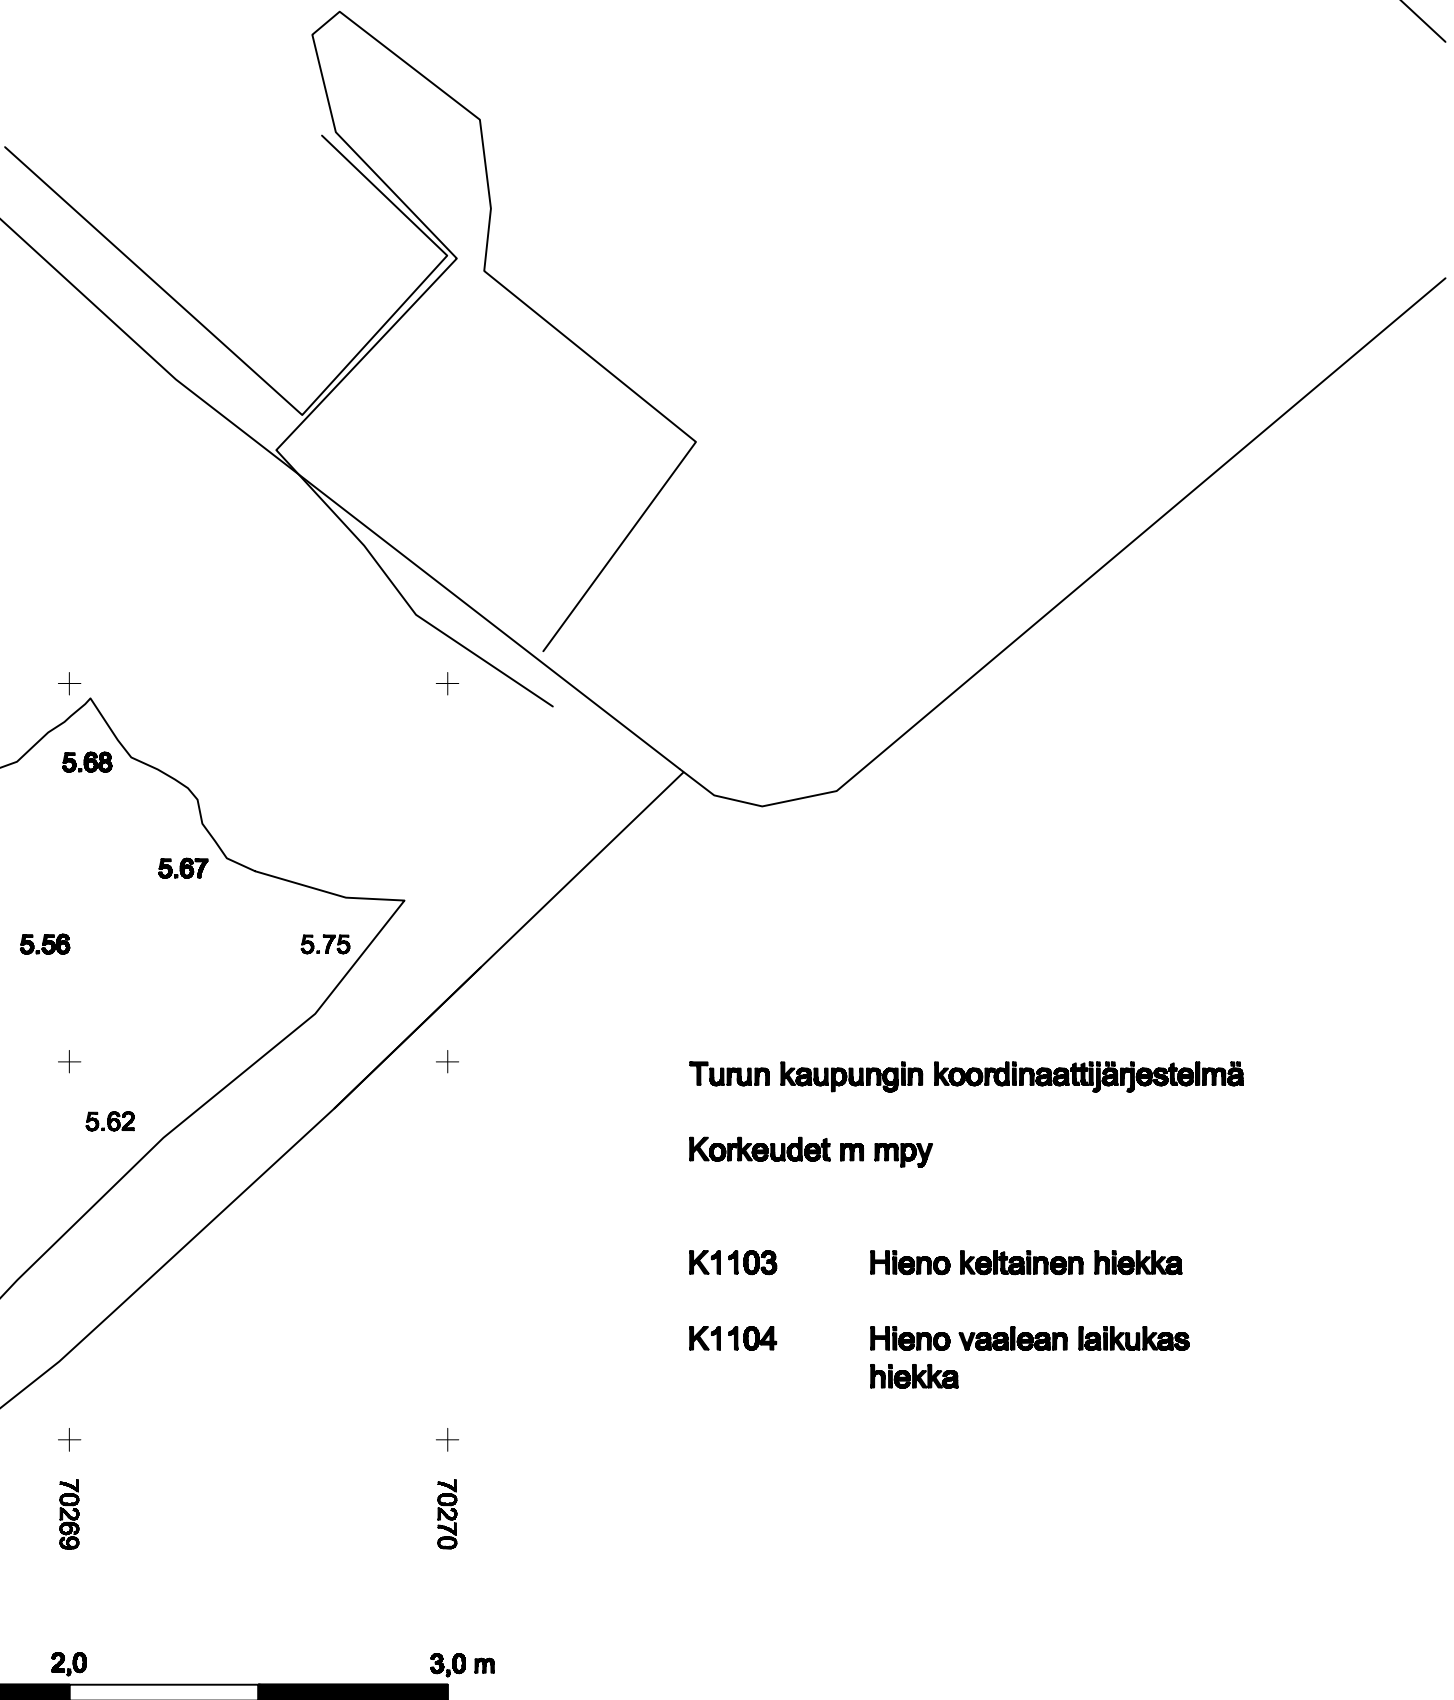 5.68
5.67
5.56
5.75
5.62
Turun kaupungin koordinaattijärjestelmä
Korkeudet m mpy
K1103 Hieno keltainen hiekka
K1104 Hieno vaalean laikukas
hiekka
70269
70270
2,0
3,0 m